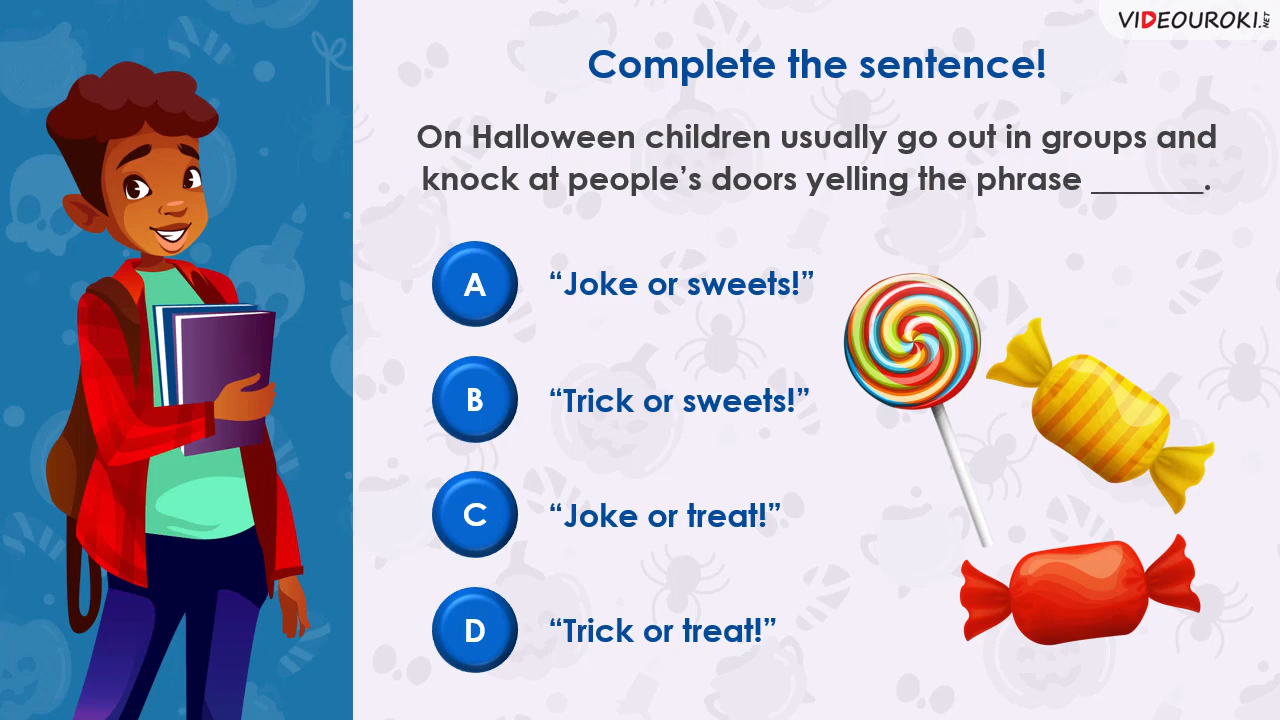 VIDEOUROKI.NET
Complete the sentence!
On Halloween children usually go out in groups and
knock at people’s doors yelling the phrase _______.
A “Joke or sweets!”
B “Trick or sweets!”
C “Joke or treat!”
D “Trick or treat!”